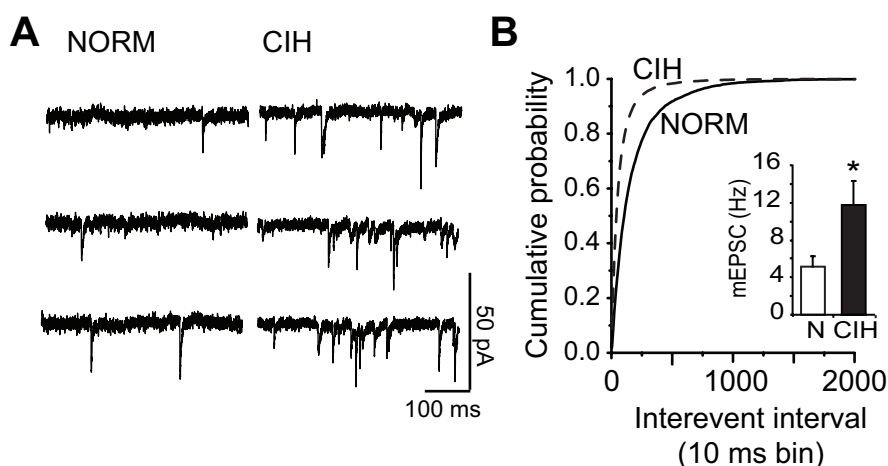 A
NORM
CIH
50 pA
100 ms
B
Cumulative probability
1.0
0.8
0.6
0.4
0.2
0.0
CIH
NORM
mEPSC (Hz)
16
12
8
4
0
*
N CIH
0 1000 2000
Interevent interval
(10 ms bin)